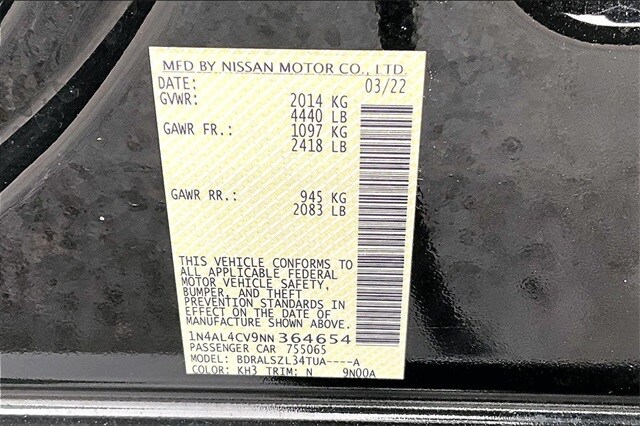 MFD BY NISSAN MOTOR CO., LTD.
DATE: 03/22
GVWR: 2014 KG
4440 LB
GAWR FR.: 1097 KG
2418 LB
GAWR RR.: 945 KG
2083 LB
THIS VEHICLE CONFORMS TO
ALL APPLICABLE FEDERAL
MOTOR VEHICLE SAFETY,
BUMPER, AND THEFT
PREVENTION STANDARDS IN
EFFECT ON THE DATE OF
MANUFACTURE SHOWN ABOVE.
1N4AL4CV9NN 364654
PASSENGER CAR 755065
MODEL: BDRALSZL34TUA----A
COLOR: KH3 TRIM: N 9N00A